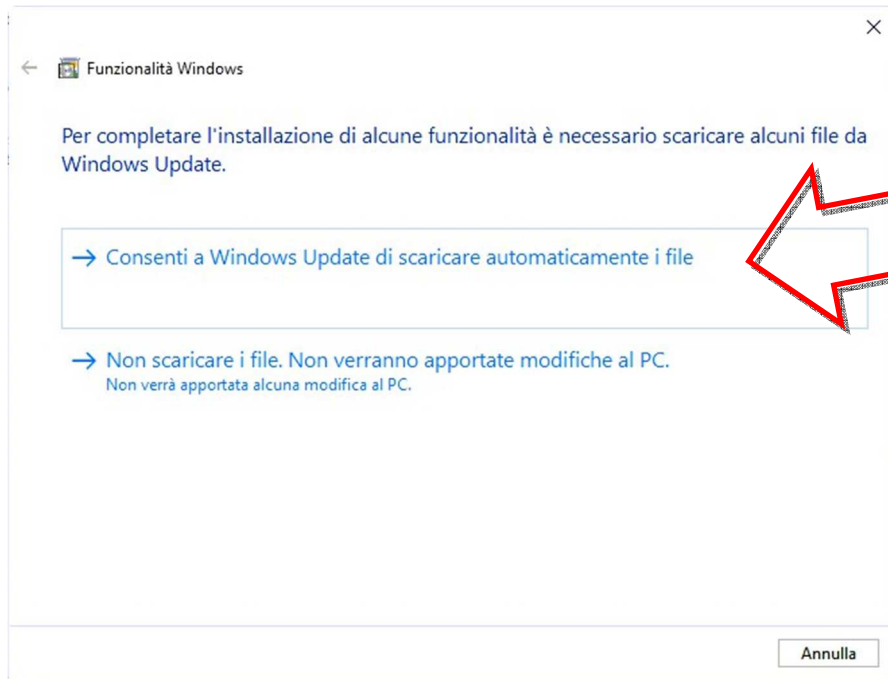 Funzionalità Windows
Per completare l'installazione di alcune funzionalità è necessario scaricare alcuni file da
Windows Update.
Consenti a Windows Update di scaricare automaticamente i file
Non scaricare i file. Non verranno apportate modifiche al PC.
Non verrà apportata alcuna modifica al PC.
Annulla